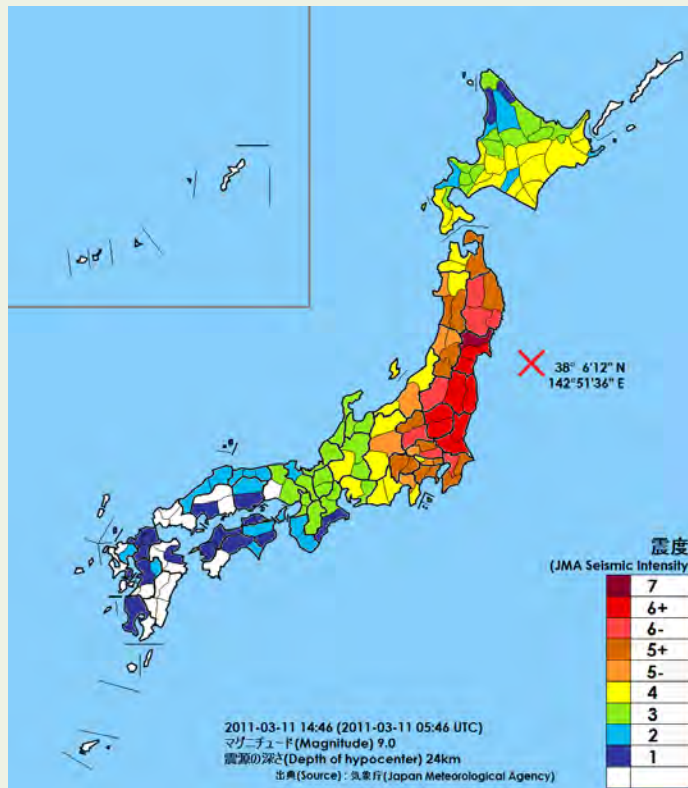 38° 6'12" N
142°51'36" E
震度
(JMA Seismic Intensity
7
6+
6-
5+
5-
4
3
2
1
2011-03-11 14:46 (2011-03-11 05:46 UTC)
マグニチュード(Magnitude) 9.0
震源の深さ(Depth of hypocenter) 24km
出典(Source) : 気象庁(Japan Meteorological Agency)